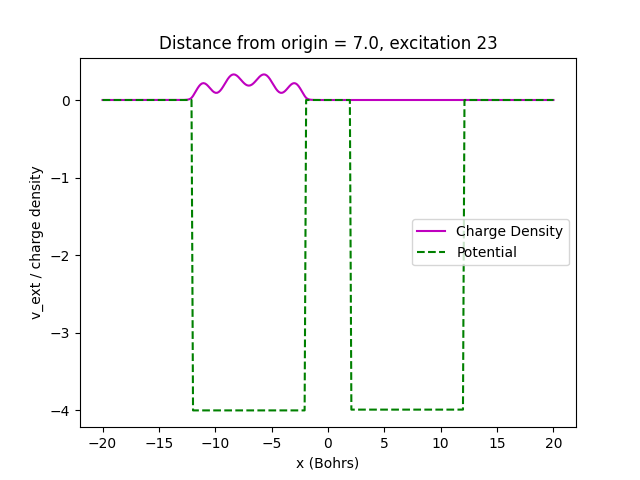 Distance from origin = 7.0, excitation 23
v_ext / charge density
0
−1
−2
−3
−4
Charge Density
Potential
−20 −15 −10 −5 0 5 10 15 20
x (Bohrs)